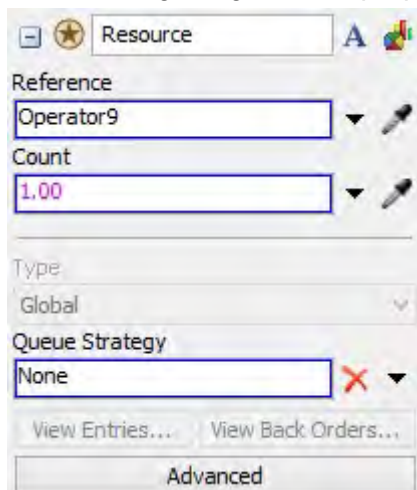 Resource A
Reference
Operator9
Count
1.00
Type
Global
Queue Strategy
None
View Entries... View Back Orders...
Advanced